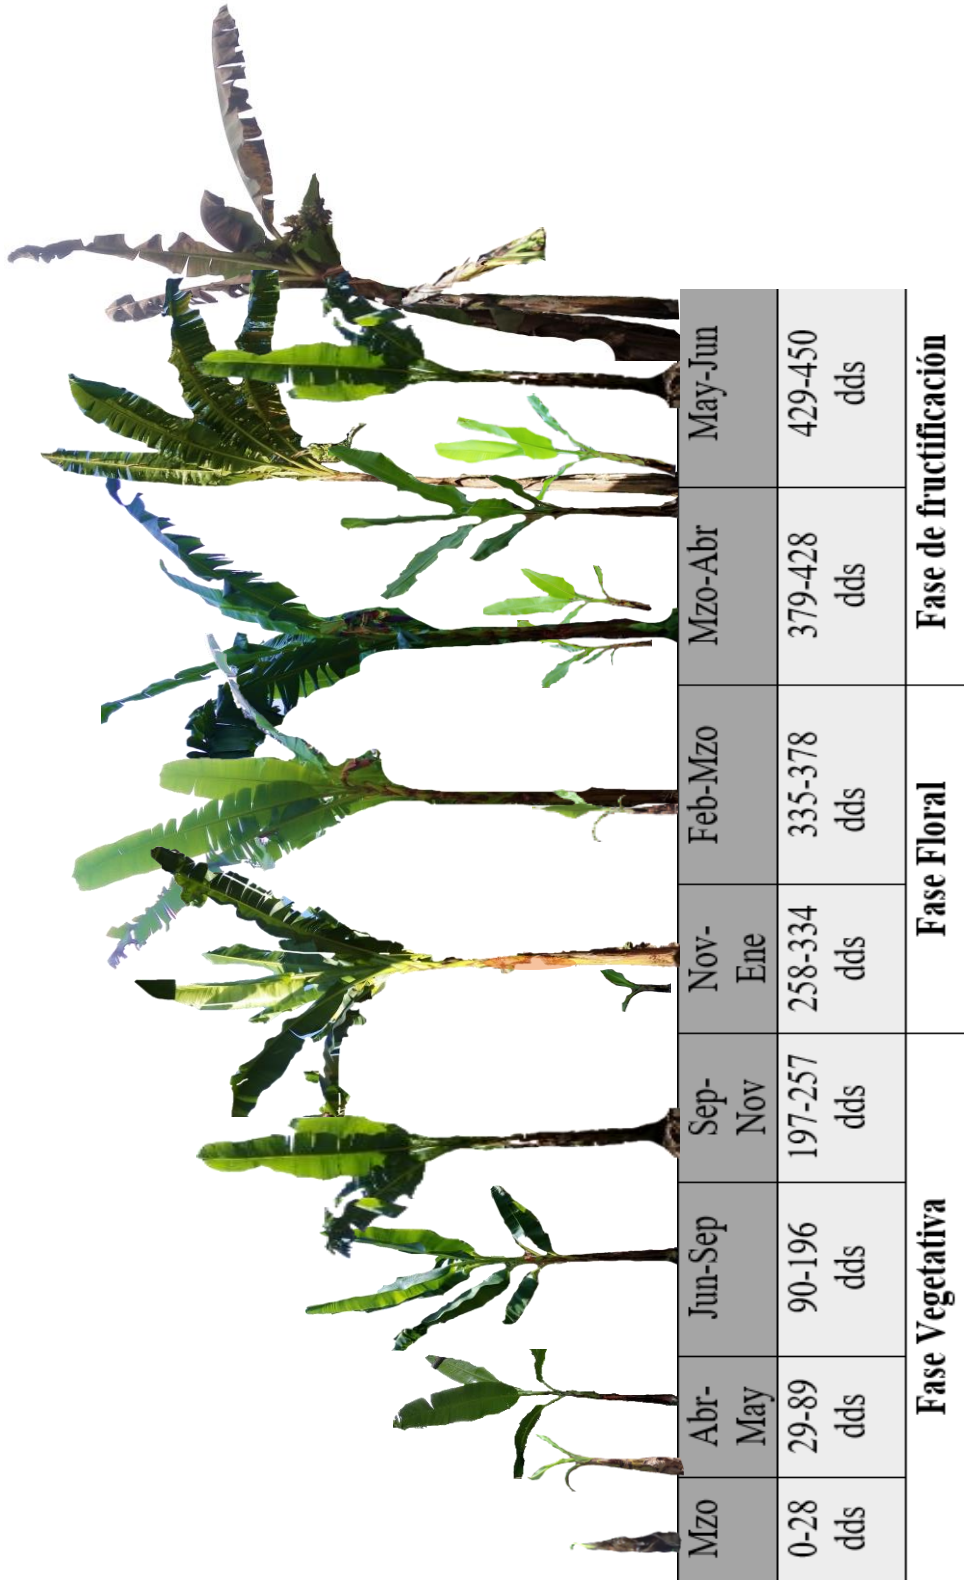 Mzo
Abr-
May
Jun-Sep
Sep-
Nov
Nov-
Ene
Feb-Mzo
Mzo-Abr
May-Jun
0-28
dds
29-89
dds
90-196
dds
197-257
dds
258-334
dds
335-378
dds
379-428
dds
429-450
dds
Fase Vegetativa
Fase Floral
Fase de fructificación